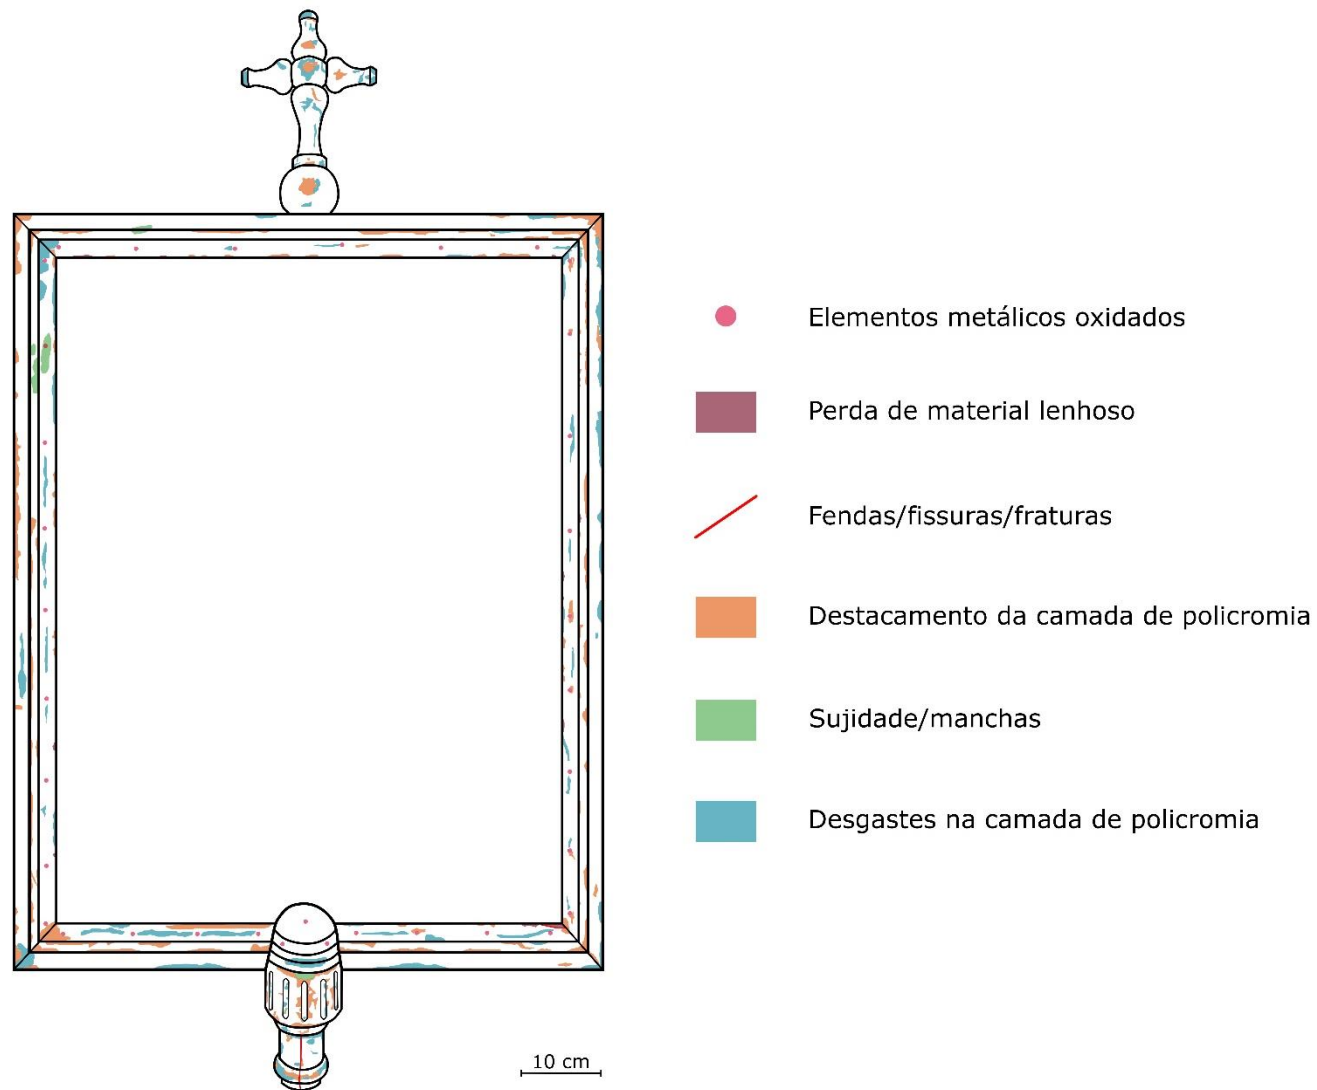 Elementos metálicos oxidados
Perda de material lenhoso
Fendas/fissuras/fraturas
Destacamento da camada de policromia
Sujidade/manchas
Desgastes na camada de policromia
10 cm